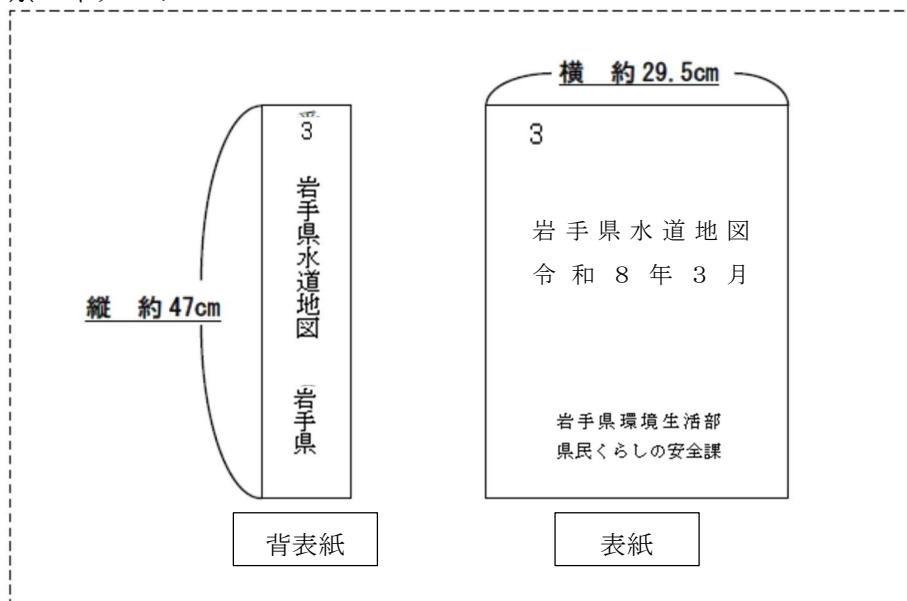 横 約29.5cm
3
岩手県水道地図
岩手県
縦 約47cm
背表紙
3
岩手県水道地図
令和8年3月
岩手県環境生活部
県民くらしの安全課
表紙